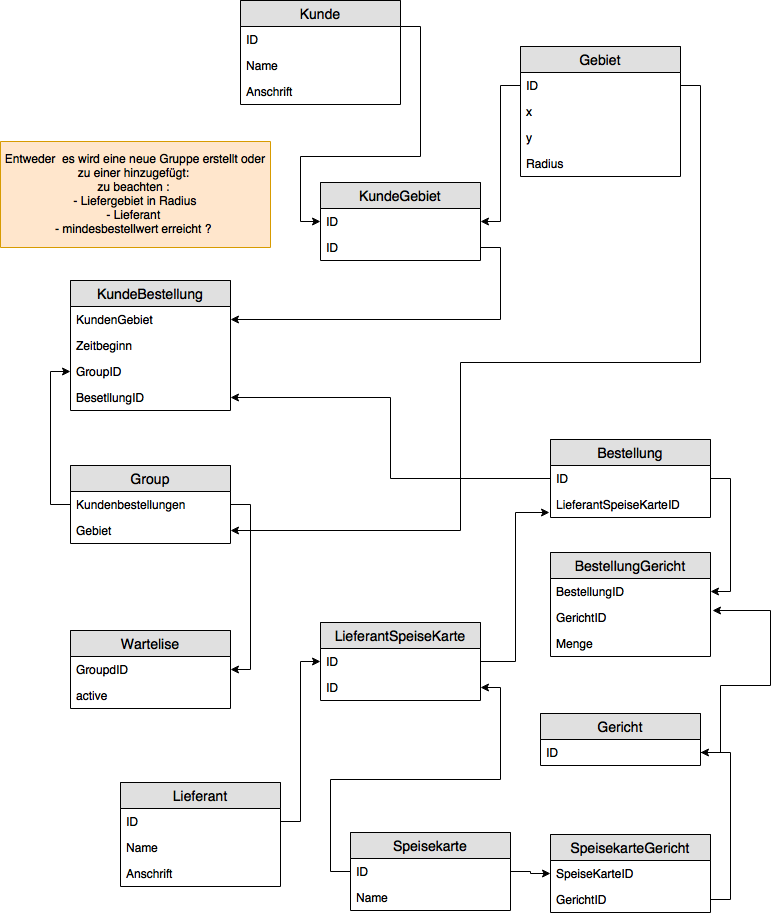 Kunde
ID
Name
Anschrift
Gebiet
ID
x
y
Radius
Entweder es wird eine neue Gruppe erstellt oder
zu einer hinzugefügt:
zu beachten :
- Liefergebiet in Radius
- Lieferant
- mindesbestellwert erreicht ?
KundeGebiet
ID
ID
KundeBestellung
KundenGebiet
Zeitbeginn
GroupID
BesetllungID
Group
Kundenbestellungen
Gebiet
Bestellung
ID
LieferantSpeiseKarteID
BestellungGericht
BestellungID
GerichtID
Menge
Wartelise
GroupdID
active
LieferantSpeiseKarte
ID
ID
Gericht
ID
Lieferant
ID
Name
Anschrift
Speisekarte
ID
Name
SpeisekarteGericht
SpeiseKarteID
GerichtID